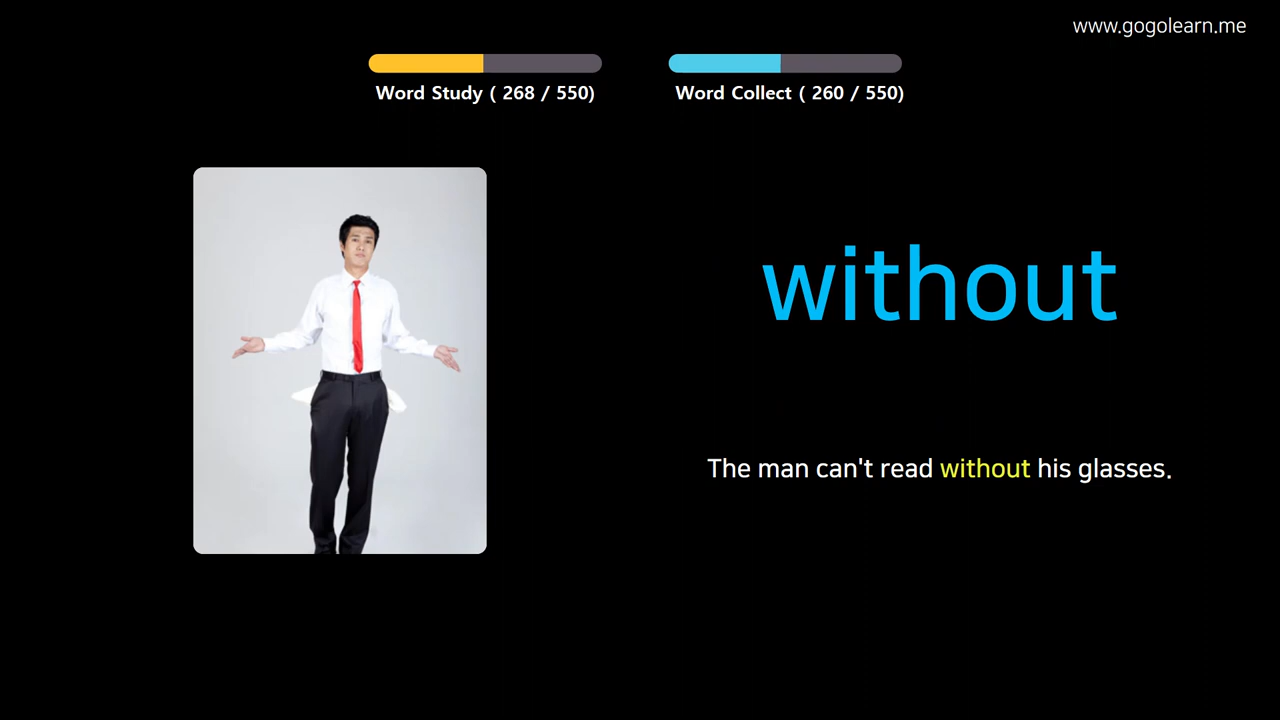 www.gogolearn.me
Word Study ( 268 / 550)
Word Collect ( 260 / 550)
without
The man can't read without his glasses.